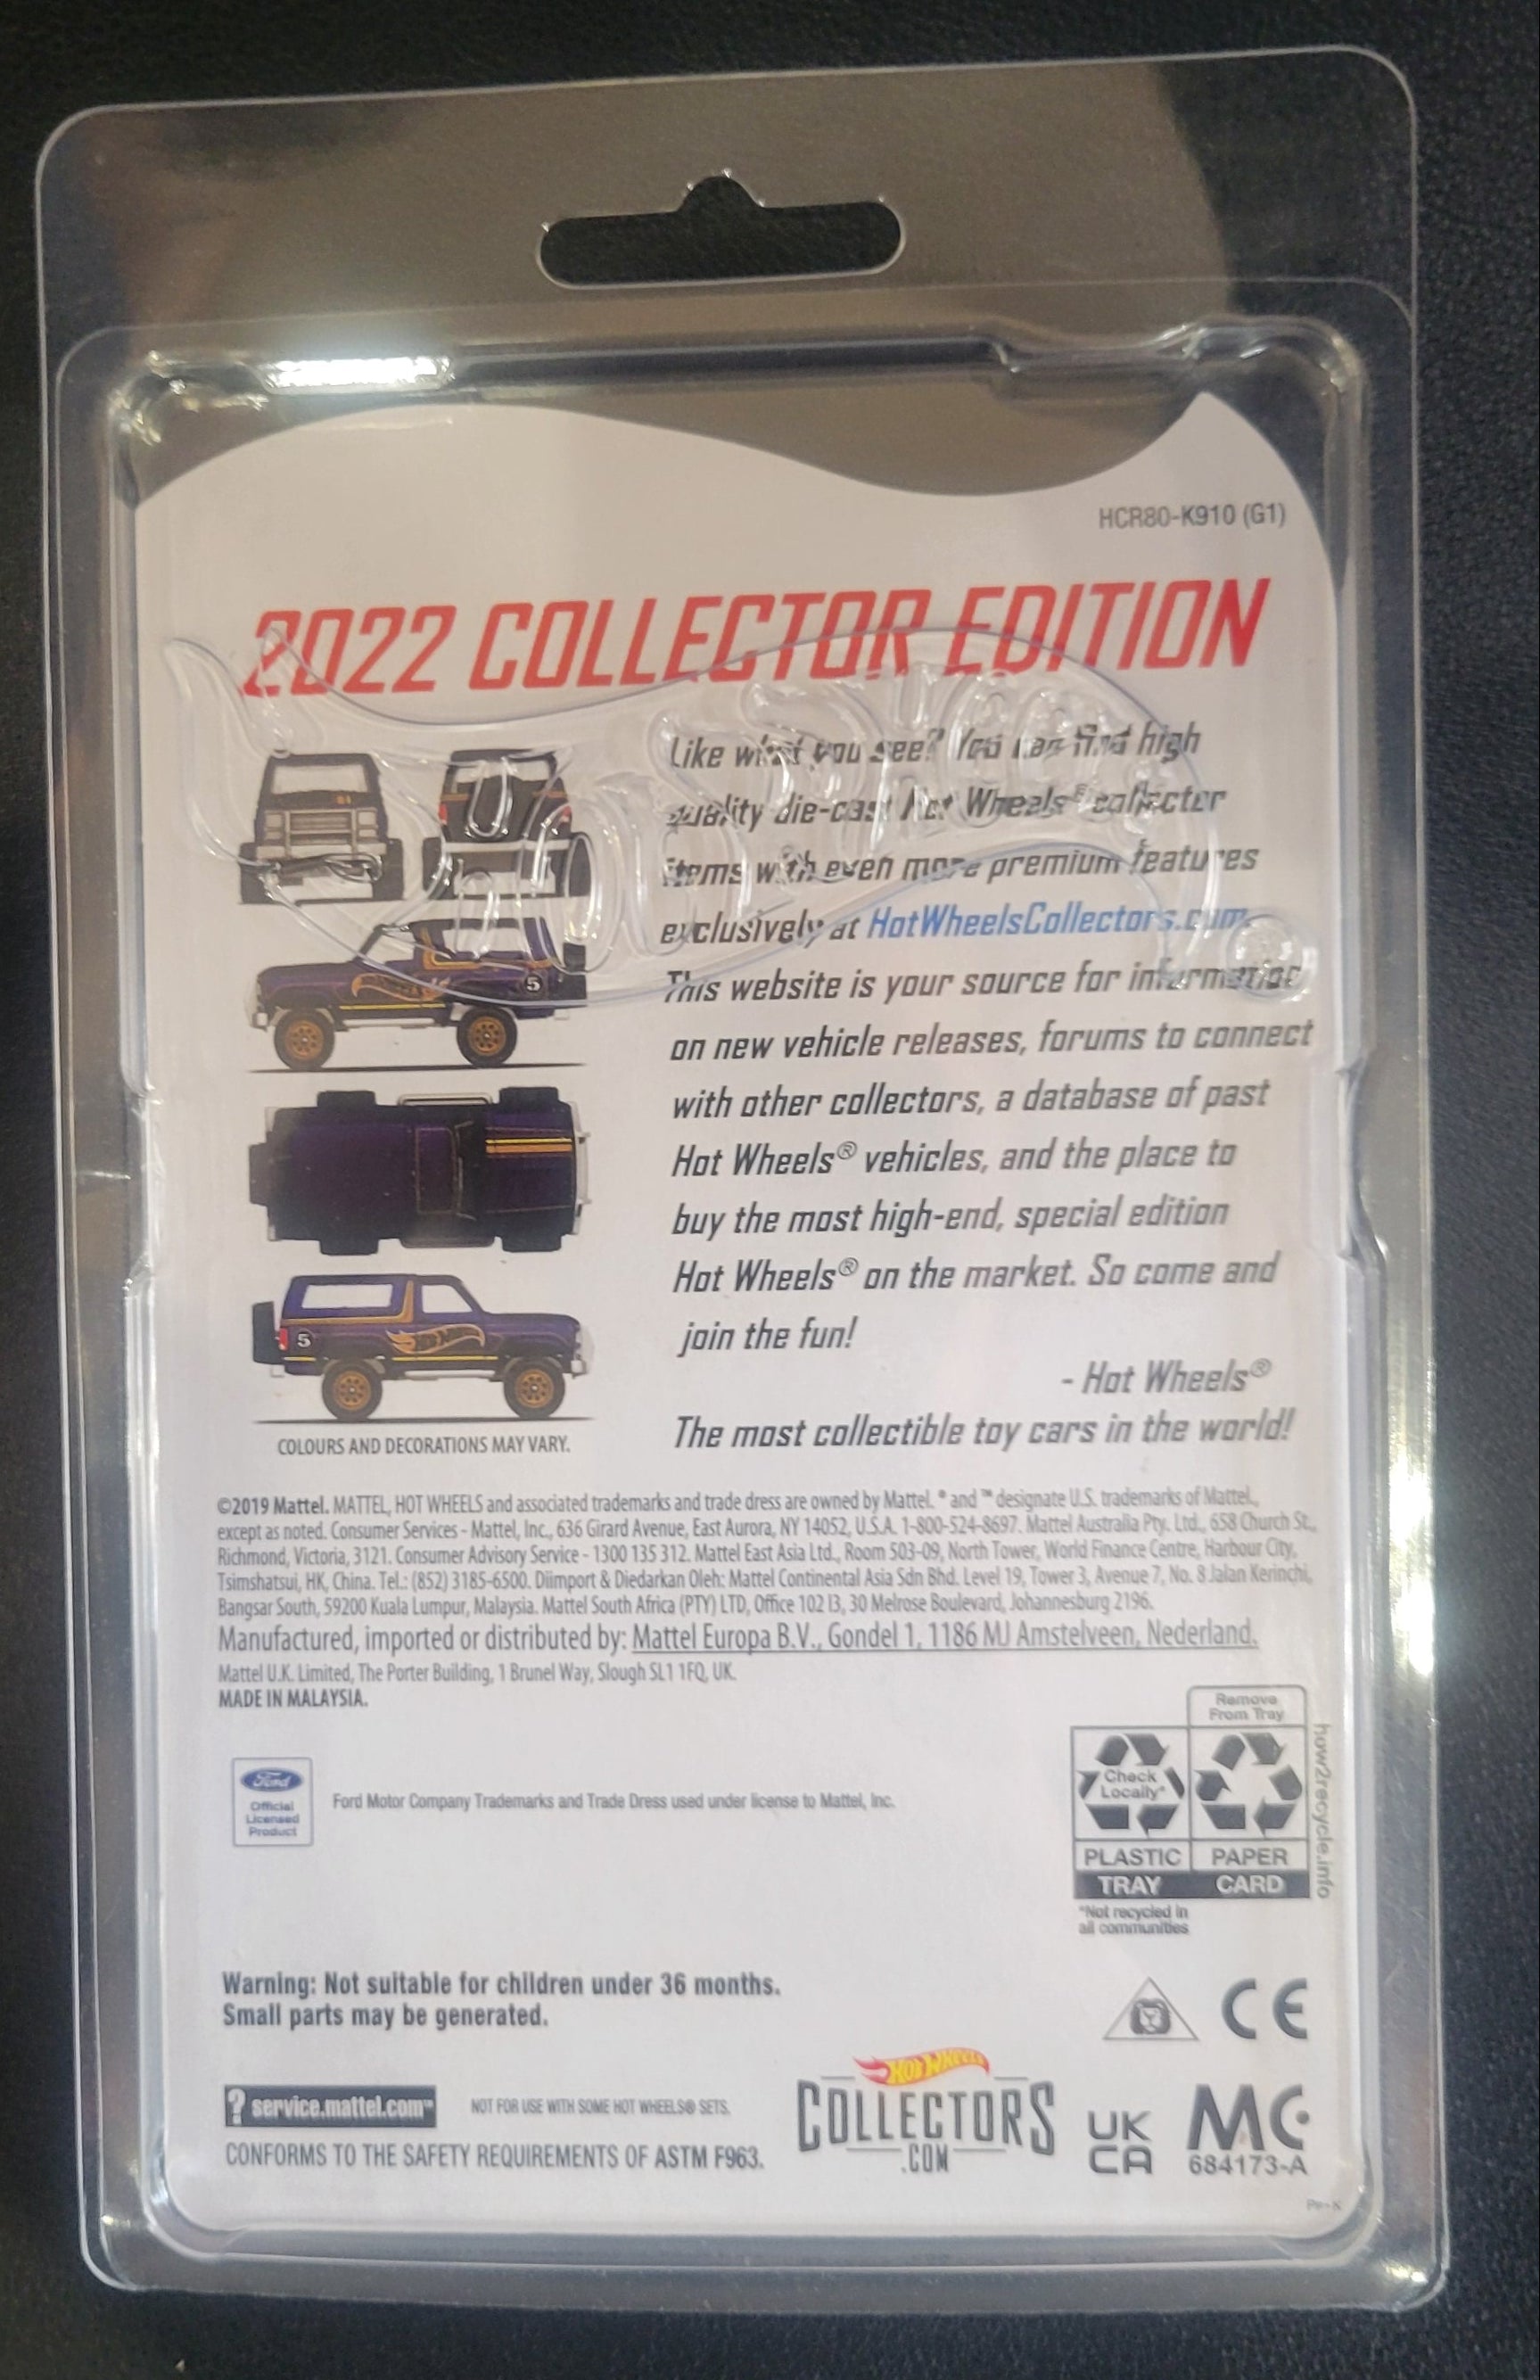 HCR80-K910 (G1)
2022 COLLECTOR EDITION
Like what you see? You can find high
quality die-cast Hot Wheels® collector
items with even more premium features
exclusively at HotWheelsCollectors.com.
This website is your source for information
on new vehicle releases, forums to connect
with other collectors, a database of past
Hot Wheels® vehicles, and the place to
buy the most high-end, special edition
Hot Wheels® on the market. So come and
join the fun!
- Hot Wheels®
The most collectible toy cars in the world!
5
5
HOT WHEELS
COLOURS AND DECORATIONS MAY VARY.
©2019 Mattel. MATTEL, HOT WHEELS and associated trademarks and trade dress are owned by Mattel. ® and ™ designate U.S. trademarks of Mattel,
except as noted. Consumer Services - Mattel, Inc., 636 Girard Avenue, East Aurora, NY 14052, U.S.A. 1-800-524-8697. Mattel Australia Pty. Ltd., 658 Church St.,
Richmond, Victoria, 3121. Consumer Advisory Service - 1300 135 312. Mattel East Asia Ltd., Room 503-09, North Tower, World Finance Centre, Harbour City,
Tsimshatsui, HK, China. Tel.: (852) 3185-6500. Diimport & Diedarkan Oleh: Mattel Continental Asia Sdn Bhd. Level 19, Tower 3, Avenue 7, No. 8 Jalan Kerinchi,
Bangsar South, 59200 Kuala Lumpur, Malaysia. Mattel South Africa (PTY) LTD, Office 102 I3, 30 Melrose Boulevard, Johannesburg 2196.
Manufactured, imported or distributed by: Mattel Europa B.V., Gondel 1, 1186 MJ Amstelveen, Nederland.
Mattel U.K. Limited, The Porter Building, 1 Brunel Way, Slough SL1 1FQ, UK.
MADE IN MALAYSIA.
Ford
Official
Licensed
Product
Ford Motor Company Trademarks and Trade Dress used under license to Mattel, Inc.
Remove
From Tray
Check
Locally*
PLASTIC
PAPER
TRAY
CARD
*Not recycled in
all communities
how2recycle.info
Warning: Not suitable for children under 36 months.
Small parts may be generated.
CE
? service.mattel.com™
NOT FOR USE WITH SOME HOT WHEELS® SETS.
CONFORMS TO THE SAFETY REQUIREMENTS OF ASTM F963.
HOT WHEELS
COLLECTORS
.COM
UK
CA
MC
684173-A